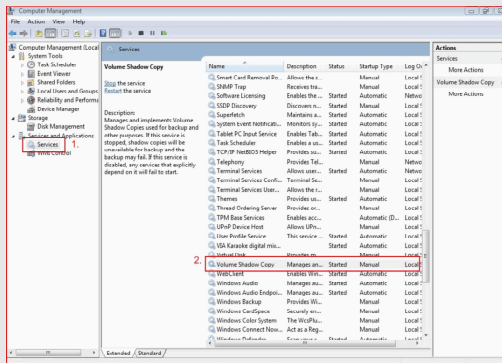 Computer Management
File Action View Help
Computer Management (Local
System Tools
Task Scheduler
Event Viewer
Shared Folders
Local Users and Groups
Reliability and Performa
Device Manager
Storage
Disk Management
Services and Applications
Services
WMI Control
1.
Services
Volume Shadow Copy
Stop the service
Restart the service
Description:
Manages and implements Volume
Shadow Copies used for backup and
other purposes. If this service is
stopped, shadow copies will be
unavailable for backup and the
backup may fail. If this service is
disabled, any services that explicitly
depend on it will fail to start.
Name Description Status Startup Type Log On
Smart Card Removal Po... Allows the s... Manual Local S
SNMP Trap Receives tra... Manual Local S
Software Licensing Enables the ... Started Automatic Netwo
SSDP Discovery Discovers n... Started Manual Local S
Superfetch Maintains a... Started Automatic Local S
System Event Notificati... Monitors sy... Started Automatic Local S
Tablet PC Input Service Enables Tab... Started Automatic Local S
Task Scheduler Enables a us... Started Automatic Local S
TCP/IP NetBIOS Helper Provides su... Started Automatic Local S
Telephony Provides Tel... Manual Netwo
Terminal Services Allows user... Started Automatic Netwo
Terminal Services Confi... Terminal Se... Manual Local S
Terminal Services User... Allows the r... Manual Local S
Themes Provides us... Started Automatic Local S
Thread Ordering Server Provides or... Manual Local S
TPM Base Services Enables acc... Automatic (D... Local S
UPnP Device Host Allows UPn... Manual Local S
User Profile Service This service ... Started Automatic Local S
VIA Karaoke digital mix... Started Automatic Local S
Virtual Disk Provides m... Manual Local S
2.
Volume Shadow Copy Manages an... Started Manual Local S
WebClient Enables Win... Started Automatic Local S
Windows Audio Manages au... Started Automatic Local S
Windows Audio Endpoi... Manages au... Started Automatic Local S
Windows Backup Provides Wi... Manual Local S
Windows CardSpace Securely en... Manual Local S
Windows Color System The WcsPlu... Manual Local S
Windows Connect Now... Act as a Reg... Manual Local S
Windows Defender Scan your c... Started Automatic Local S
Extended Standard
Actions
Services
More Actions
Volume Shadow Copy
More Actions